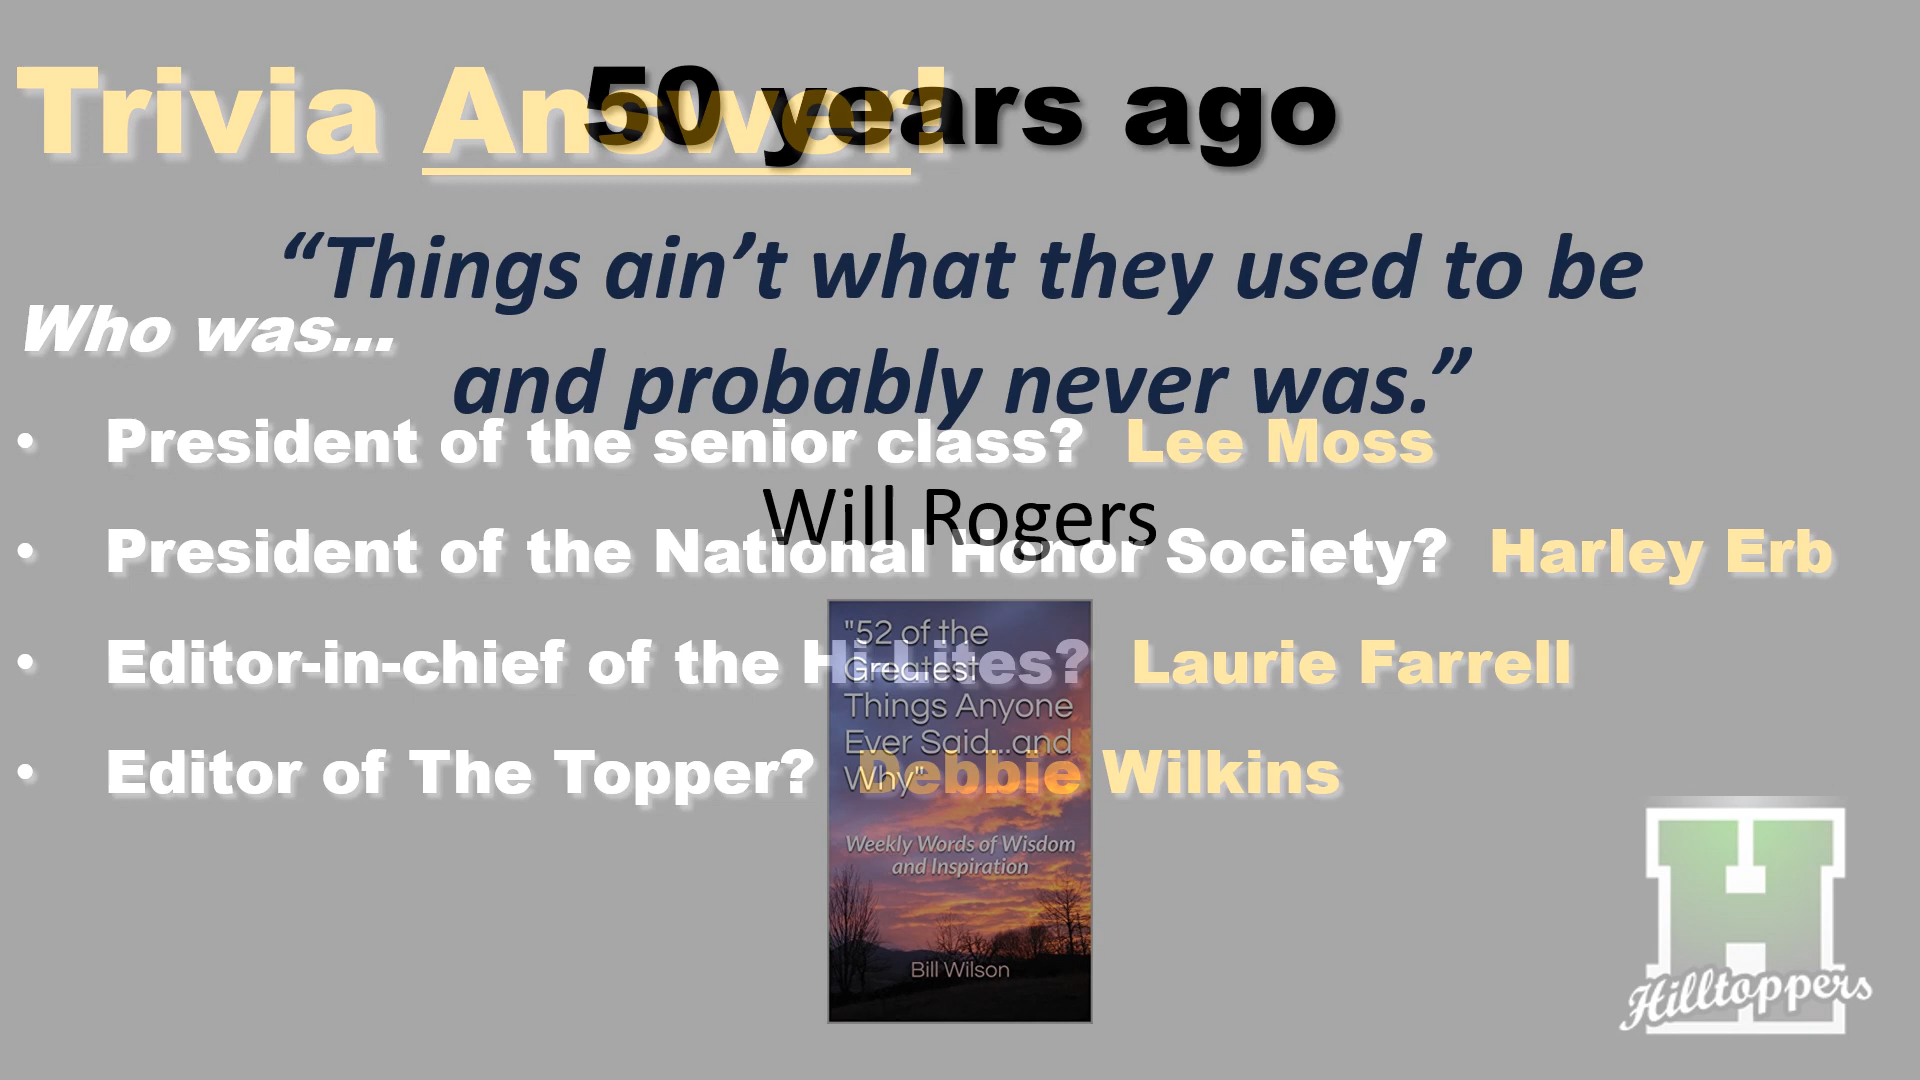 Trivia Answer!
50 years ago
“Things ain’t what they used to be
and probably never was.”
Will Rogers
Who was...
• President of the senior class? Lee Moss
• President of the National Honor Society? Harley Erb
• Editor-in-chief of the Hi-Lites? Laurie Farrell
• Editor of The Topper? Debbie Wilkins
"52 of the
Greatest
Things Anyone
Ever Said...and
Why"
Weekly Words of Wisdom
and Inspiration
Bill Wilson
H
Hilltoppers